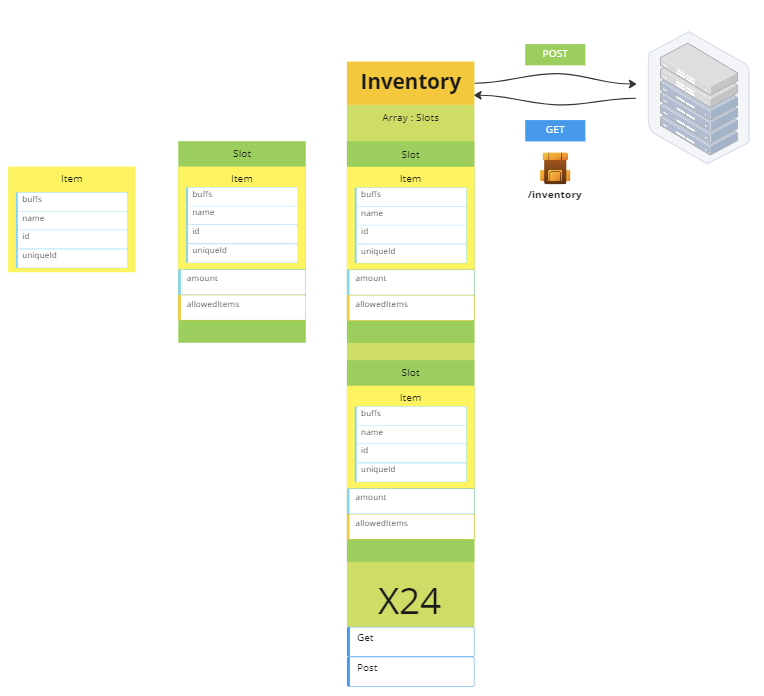 POST
Inventory
Array : Slots
GET
/inventory
Item
buffs
name
id
uniqueId
Slot
Item
buffs
name
id
uniqueId
amount
allowedItems
Slot
Item
buffs
name
id
uniqueId
amount
allowedItems
Slot
Item
buffs
name
id
uniqueId
amount
allowedItems
X24
Get
Post